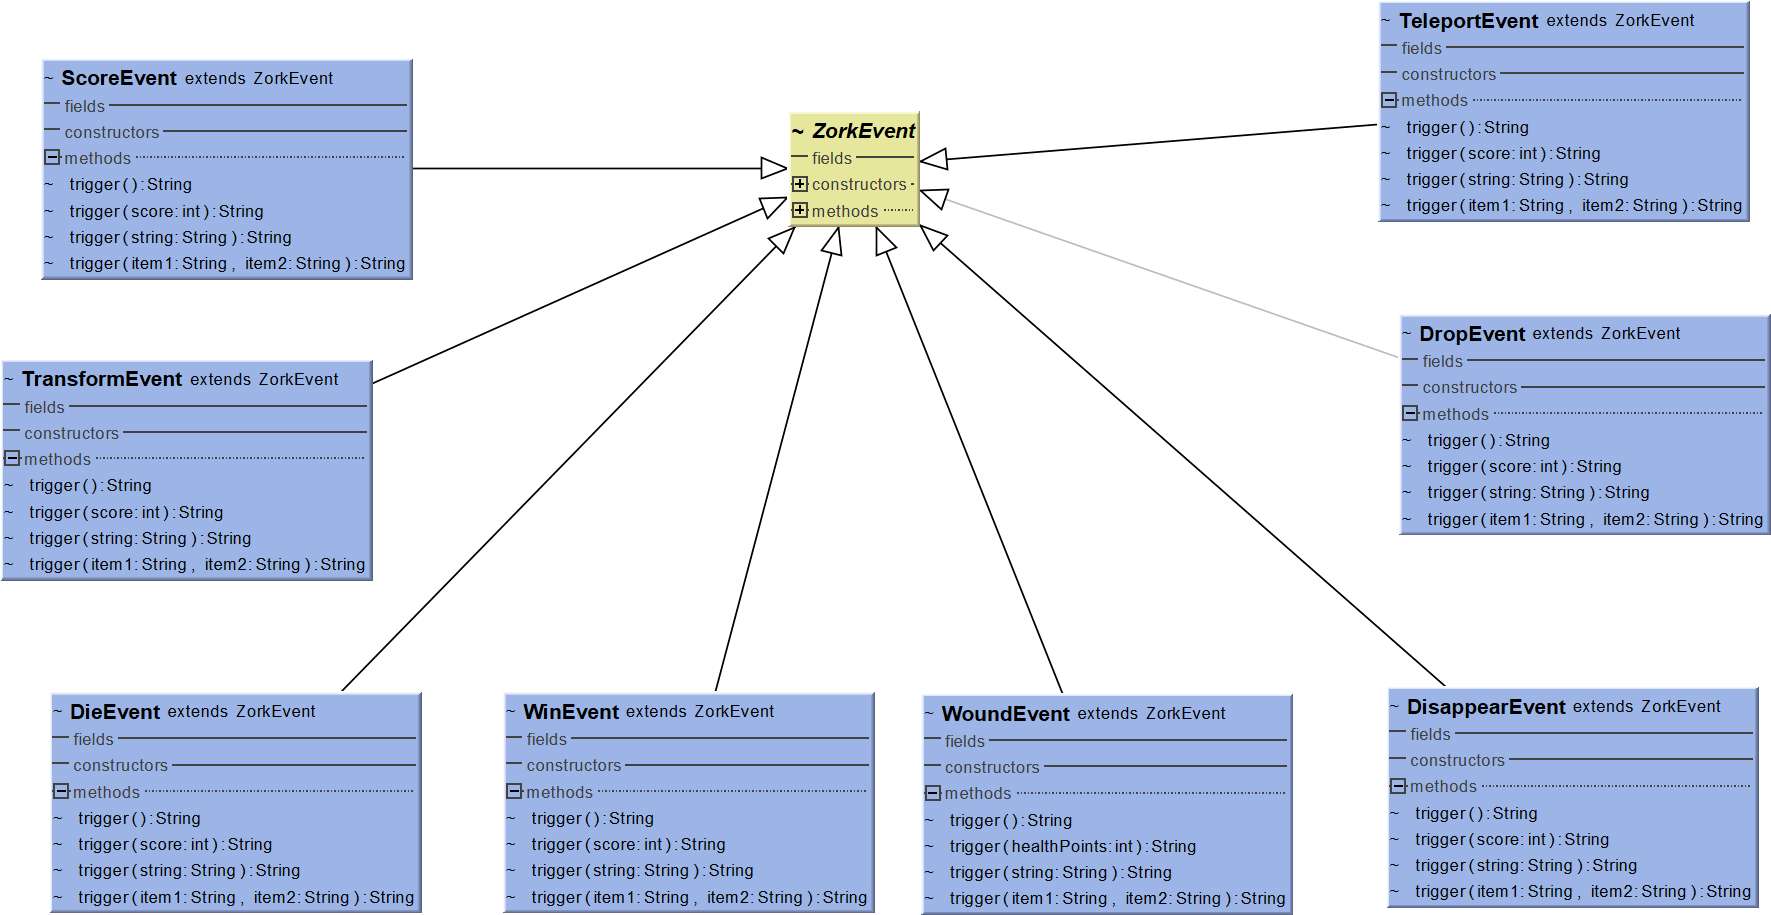 ~ TeleportEvent extends ZorkEvent
fields
constructors
methods
~ trigger():String
~ trigger(score:int):String
~ trigger(string:String):String
~ trigger(item1:String, item2:String):String
~ ScoreEvent extends ZorkEvent
fields
constructors
methods
~ trigger():String
~ trigger(score:int):String
~ trigger(string:String):String
~ trigger(item1:String, item2:String):String
~ ZorkEvent
fields
constructors
methods
~ DropEvent extends ZorkEvent
fields
constructors
methods
~ trigger():String
~ trigger(score:int):String
~ trigger(string:String):String
~ trigger(item1:String, item2:String):String
~ TransformEvent extends ZorkEvent
fields
constructors
methods
~ trigger():String
~ trigger(score:int):String
~ trigger(string:String):String
~ trigger(item1:String, item2:String):String
~ DieEvent extends ZorkEvent
fields
constructors
methods
~ trigger():String
~ trigger(score:int):String
~ trigger(string:String):String
~ trigger(item1:String, item2:String):String
~ WinEvent extends ZorkEvent
fields
constructors
methods
~ trigger():String
~ trigger(score:int):String
~ trigger(string:String):String
~ trigger(item1:String, item2:String):String
~ WoundEvent extends ZorkEvent
fields
constructors
methods
~ trigger():String
~ trigger(healthPoints:int):String
~ trigger(string:String):String
~ trigger(item1:String, item2:String):String
~ DisappearEvent extends ZorkEvent
fields
constructors
methods
~ trigger():String
~ trigger(score:int):String
~ trigger(string:String):String
~ trigger(item1:String, item2:String):String